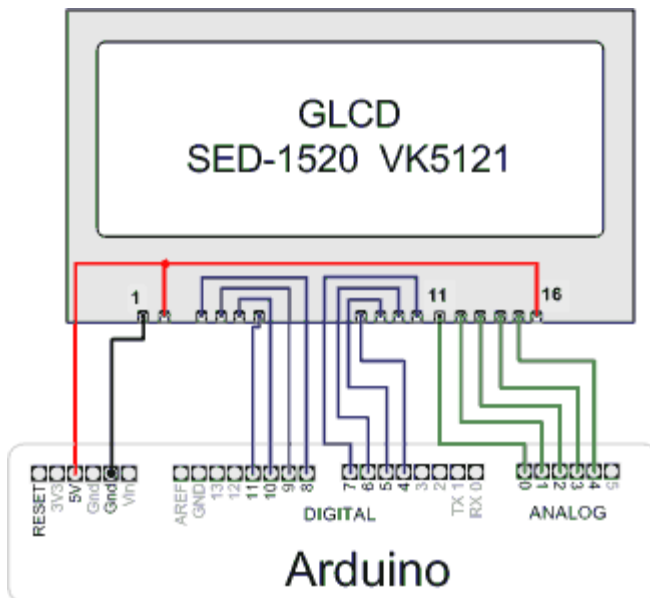 GLCD
SED-1520 VK5121
1
11
16
RESET
3V3
5V
Gnd
Gnd
Vin
AREF
GND
13
12
11
10
9
8
7
6
5
4
3
2
TX 1
RX 0
0
1
2
3
4
5
DIGITAL
ANALOG
Arduino